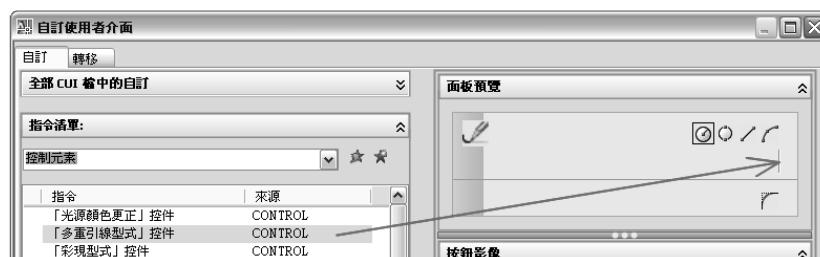 自訂使用者介面
自訂
轉移
全部 CUI 檔中的自訂
指令清單:
控制元素
指令 來源
「光源顏色更正」控件 CONTROL
「多重引線型式」控件 CONTROL
「彩現型式」控件 CONTROL
面板預覽
按鈕影像